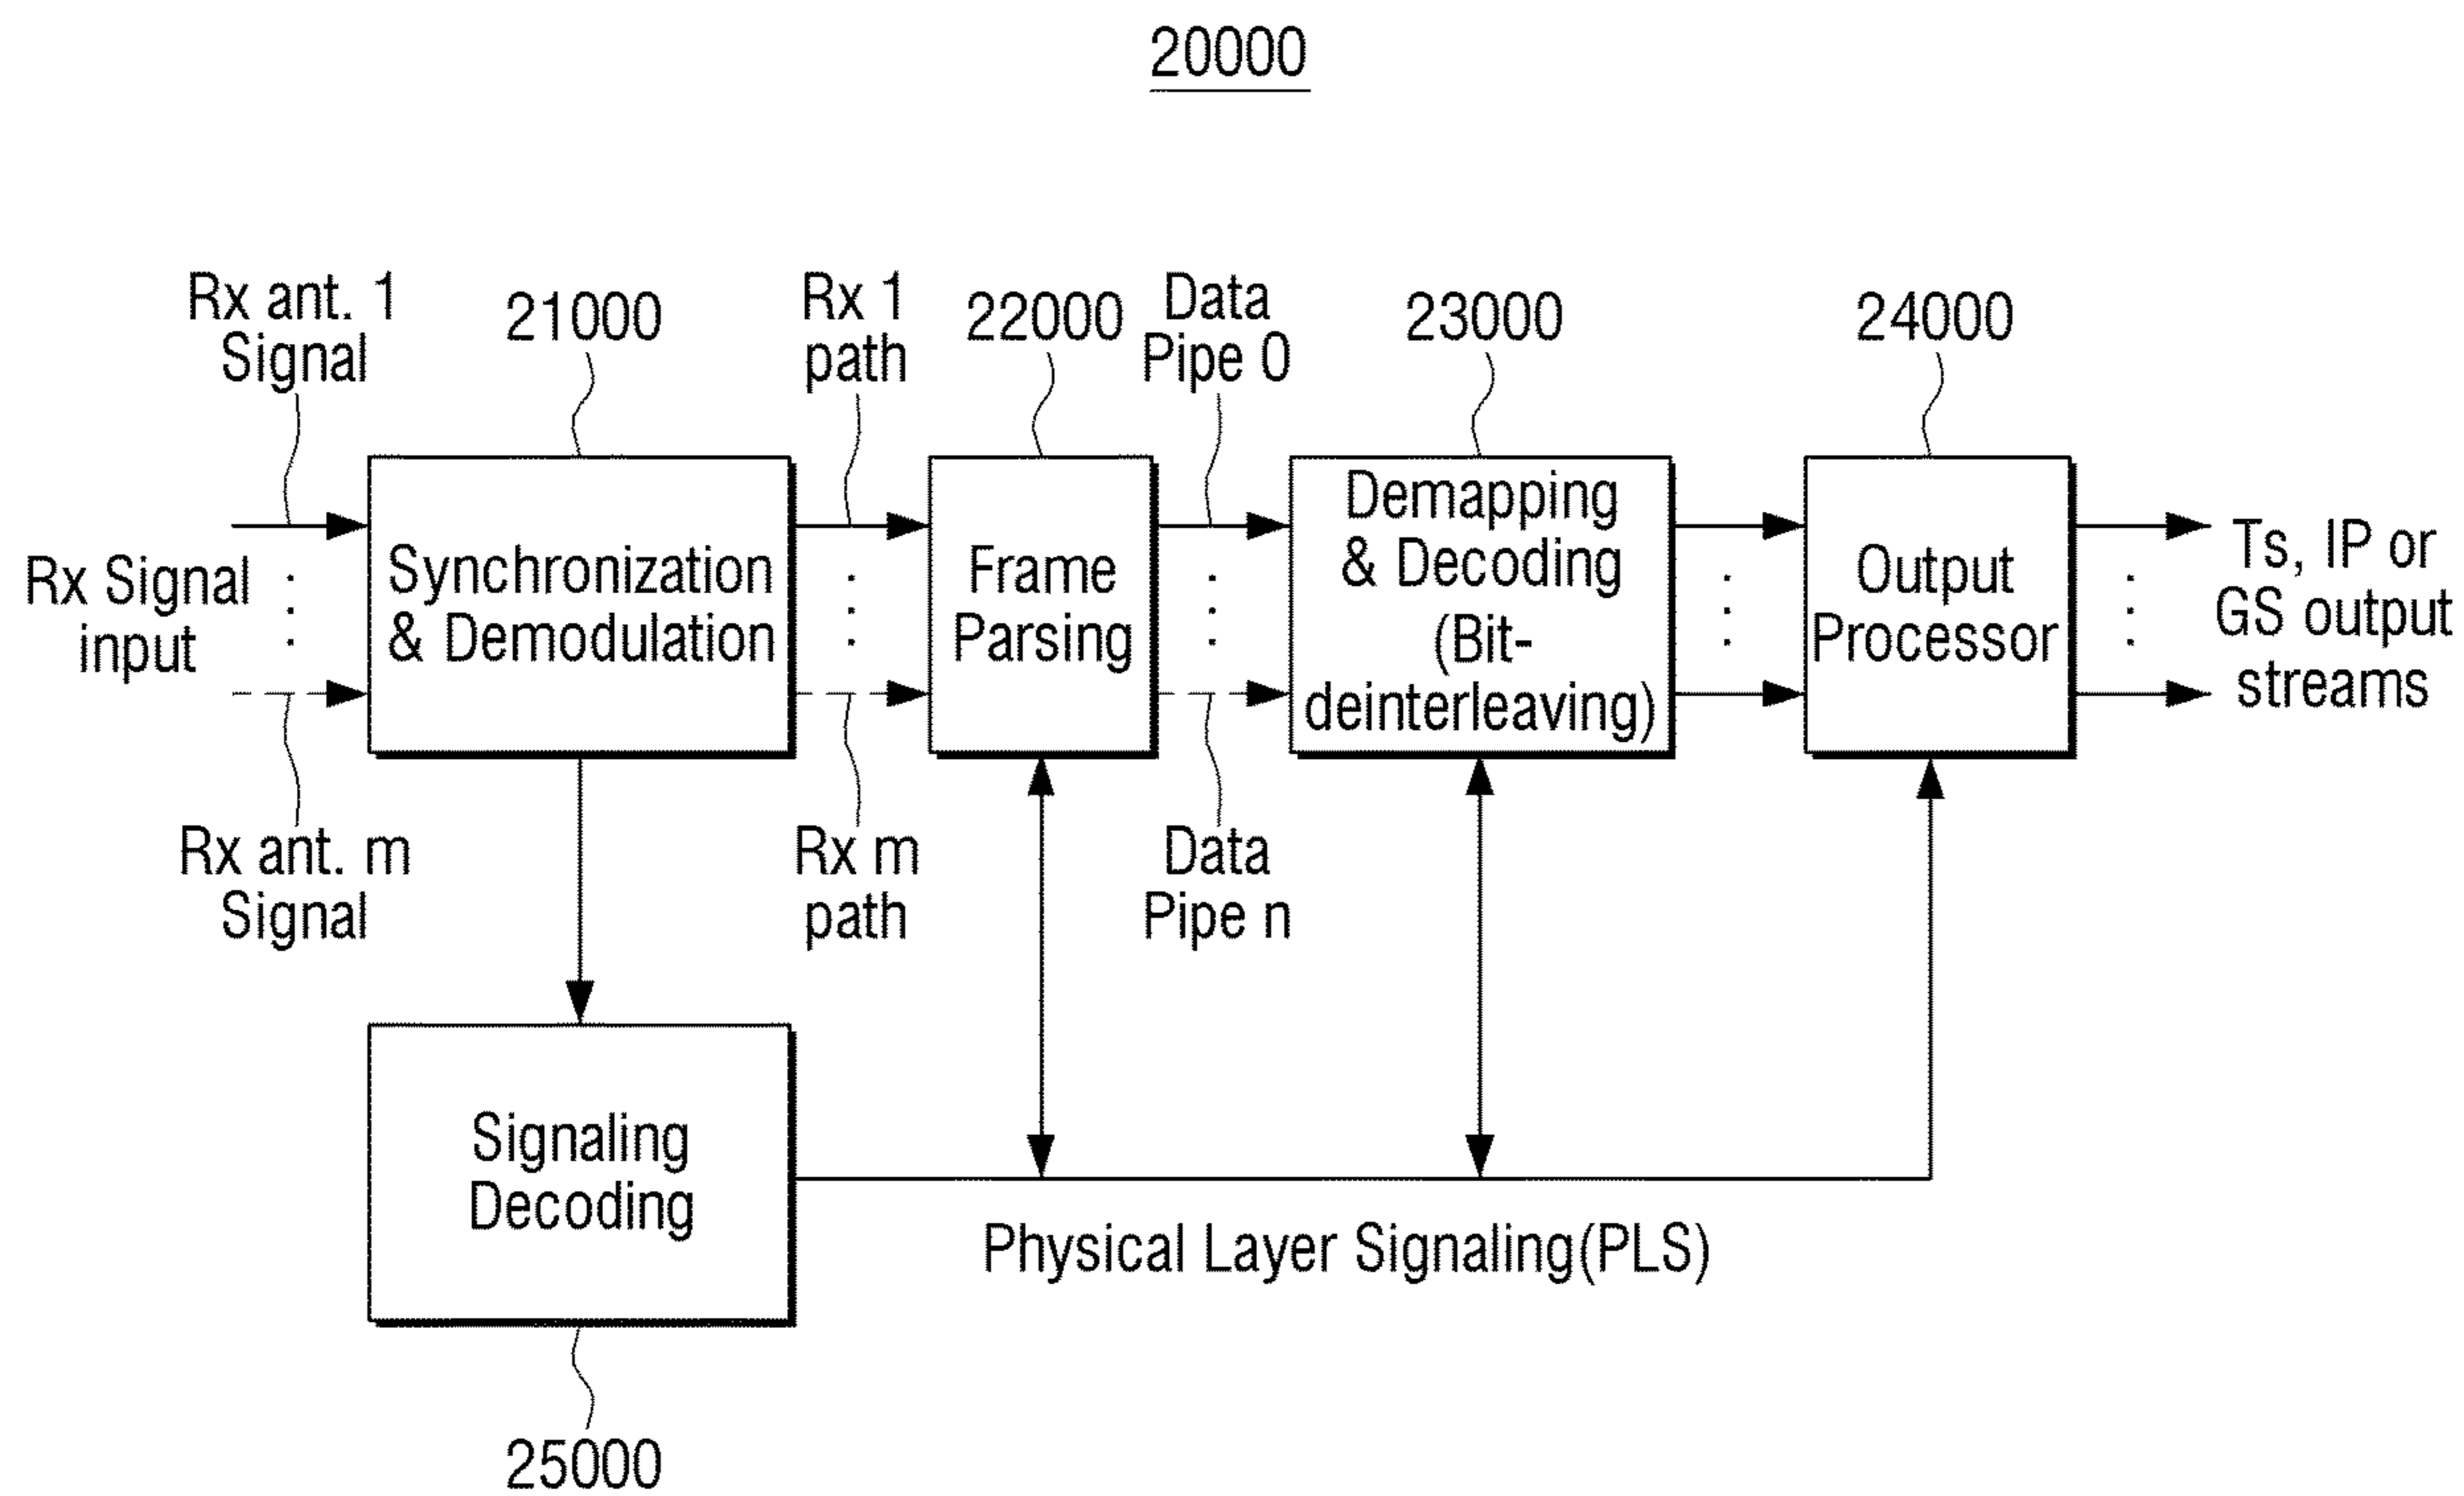 20000
Rx ant. 1
Signal
21000
Rx 1
path
22000
Data
Pipe 0
23000
24000
Rx Signal
input
Synchronization
& Demodulation
Frame
Parsing
Demapping
& Decoding
(Bit-
deinterleaving)
Output
Processor
Ts, IP or
GS output
streams
Rx ant. m
Signal
Rx m
path
Data
Pipe n
Signaling
Decoding
Physical Layer Signaling(PLS)
25000